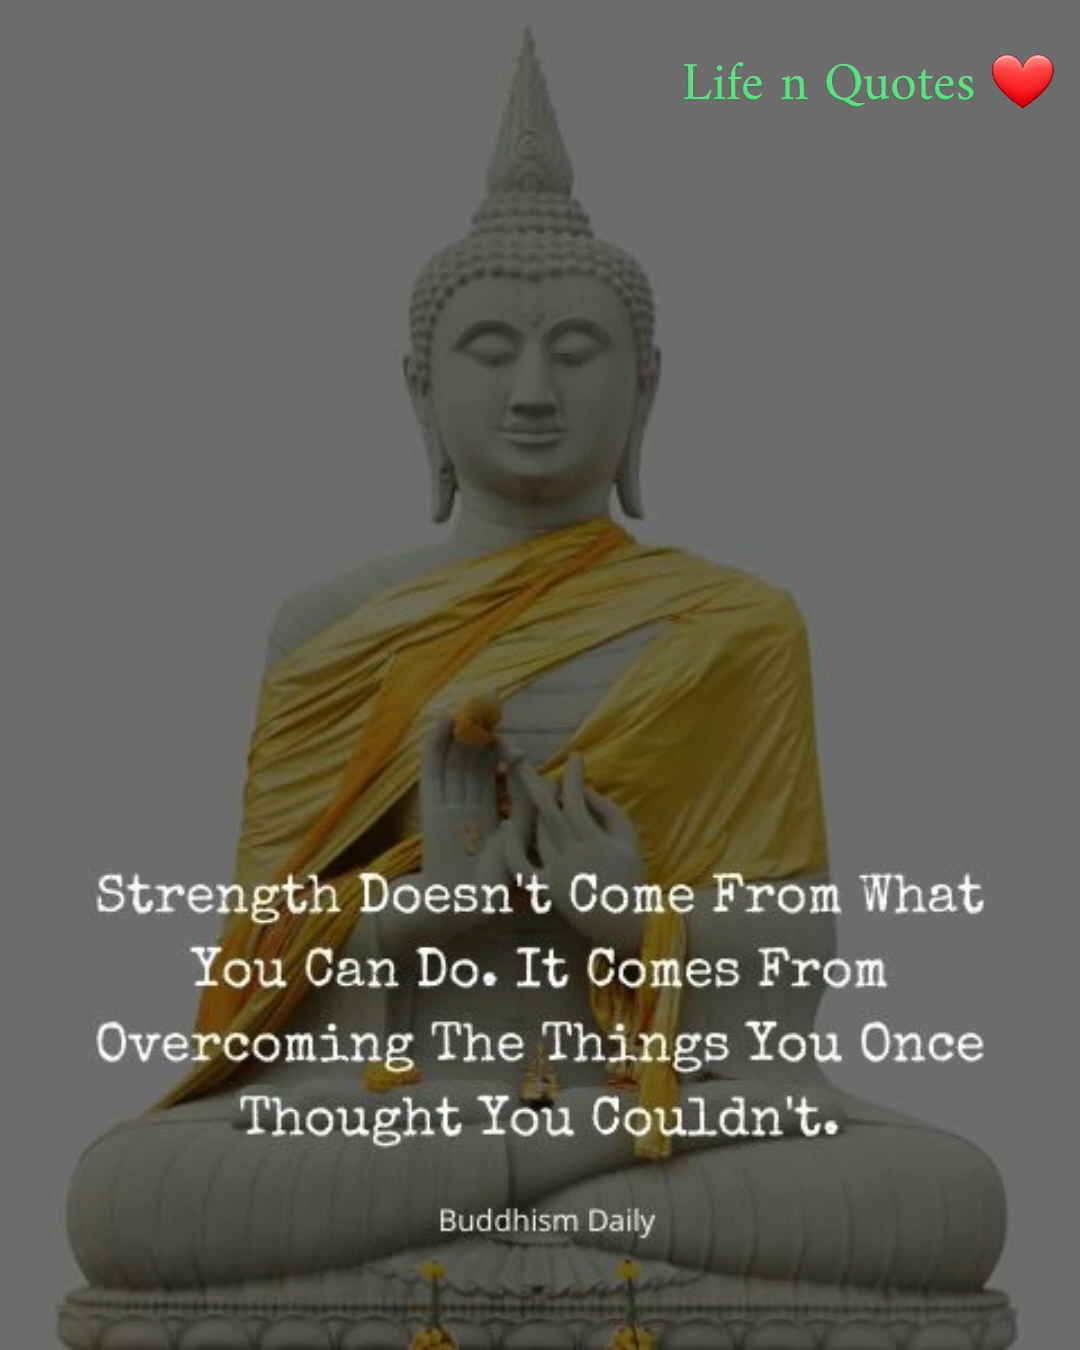 Life n Quotes ❤️
Strength Doesn't Come From What
You Can Do. It Comes From
Overcoming The Things You Once
Thought You Couldn't.
Buddhism Daily